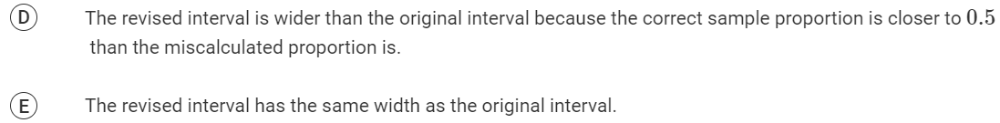 D The revised interval is wider than the original interval because the correct sample proportion is closer to 0.5
than the miscalculated proportion is.
E The revised interval has the same width as the original interval.